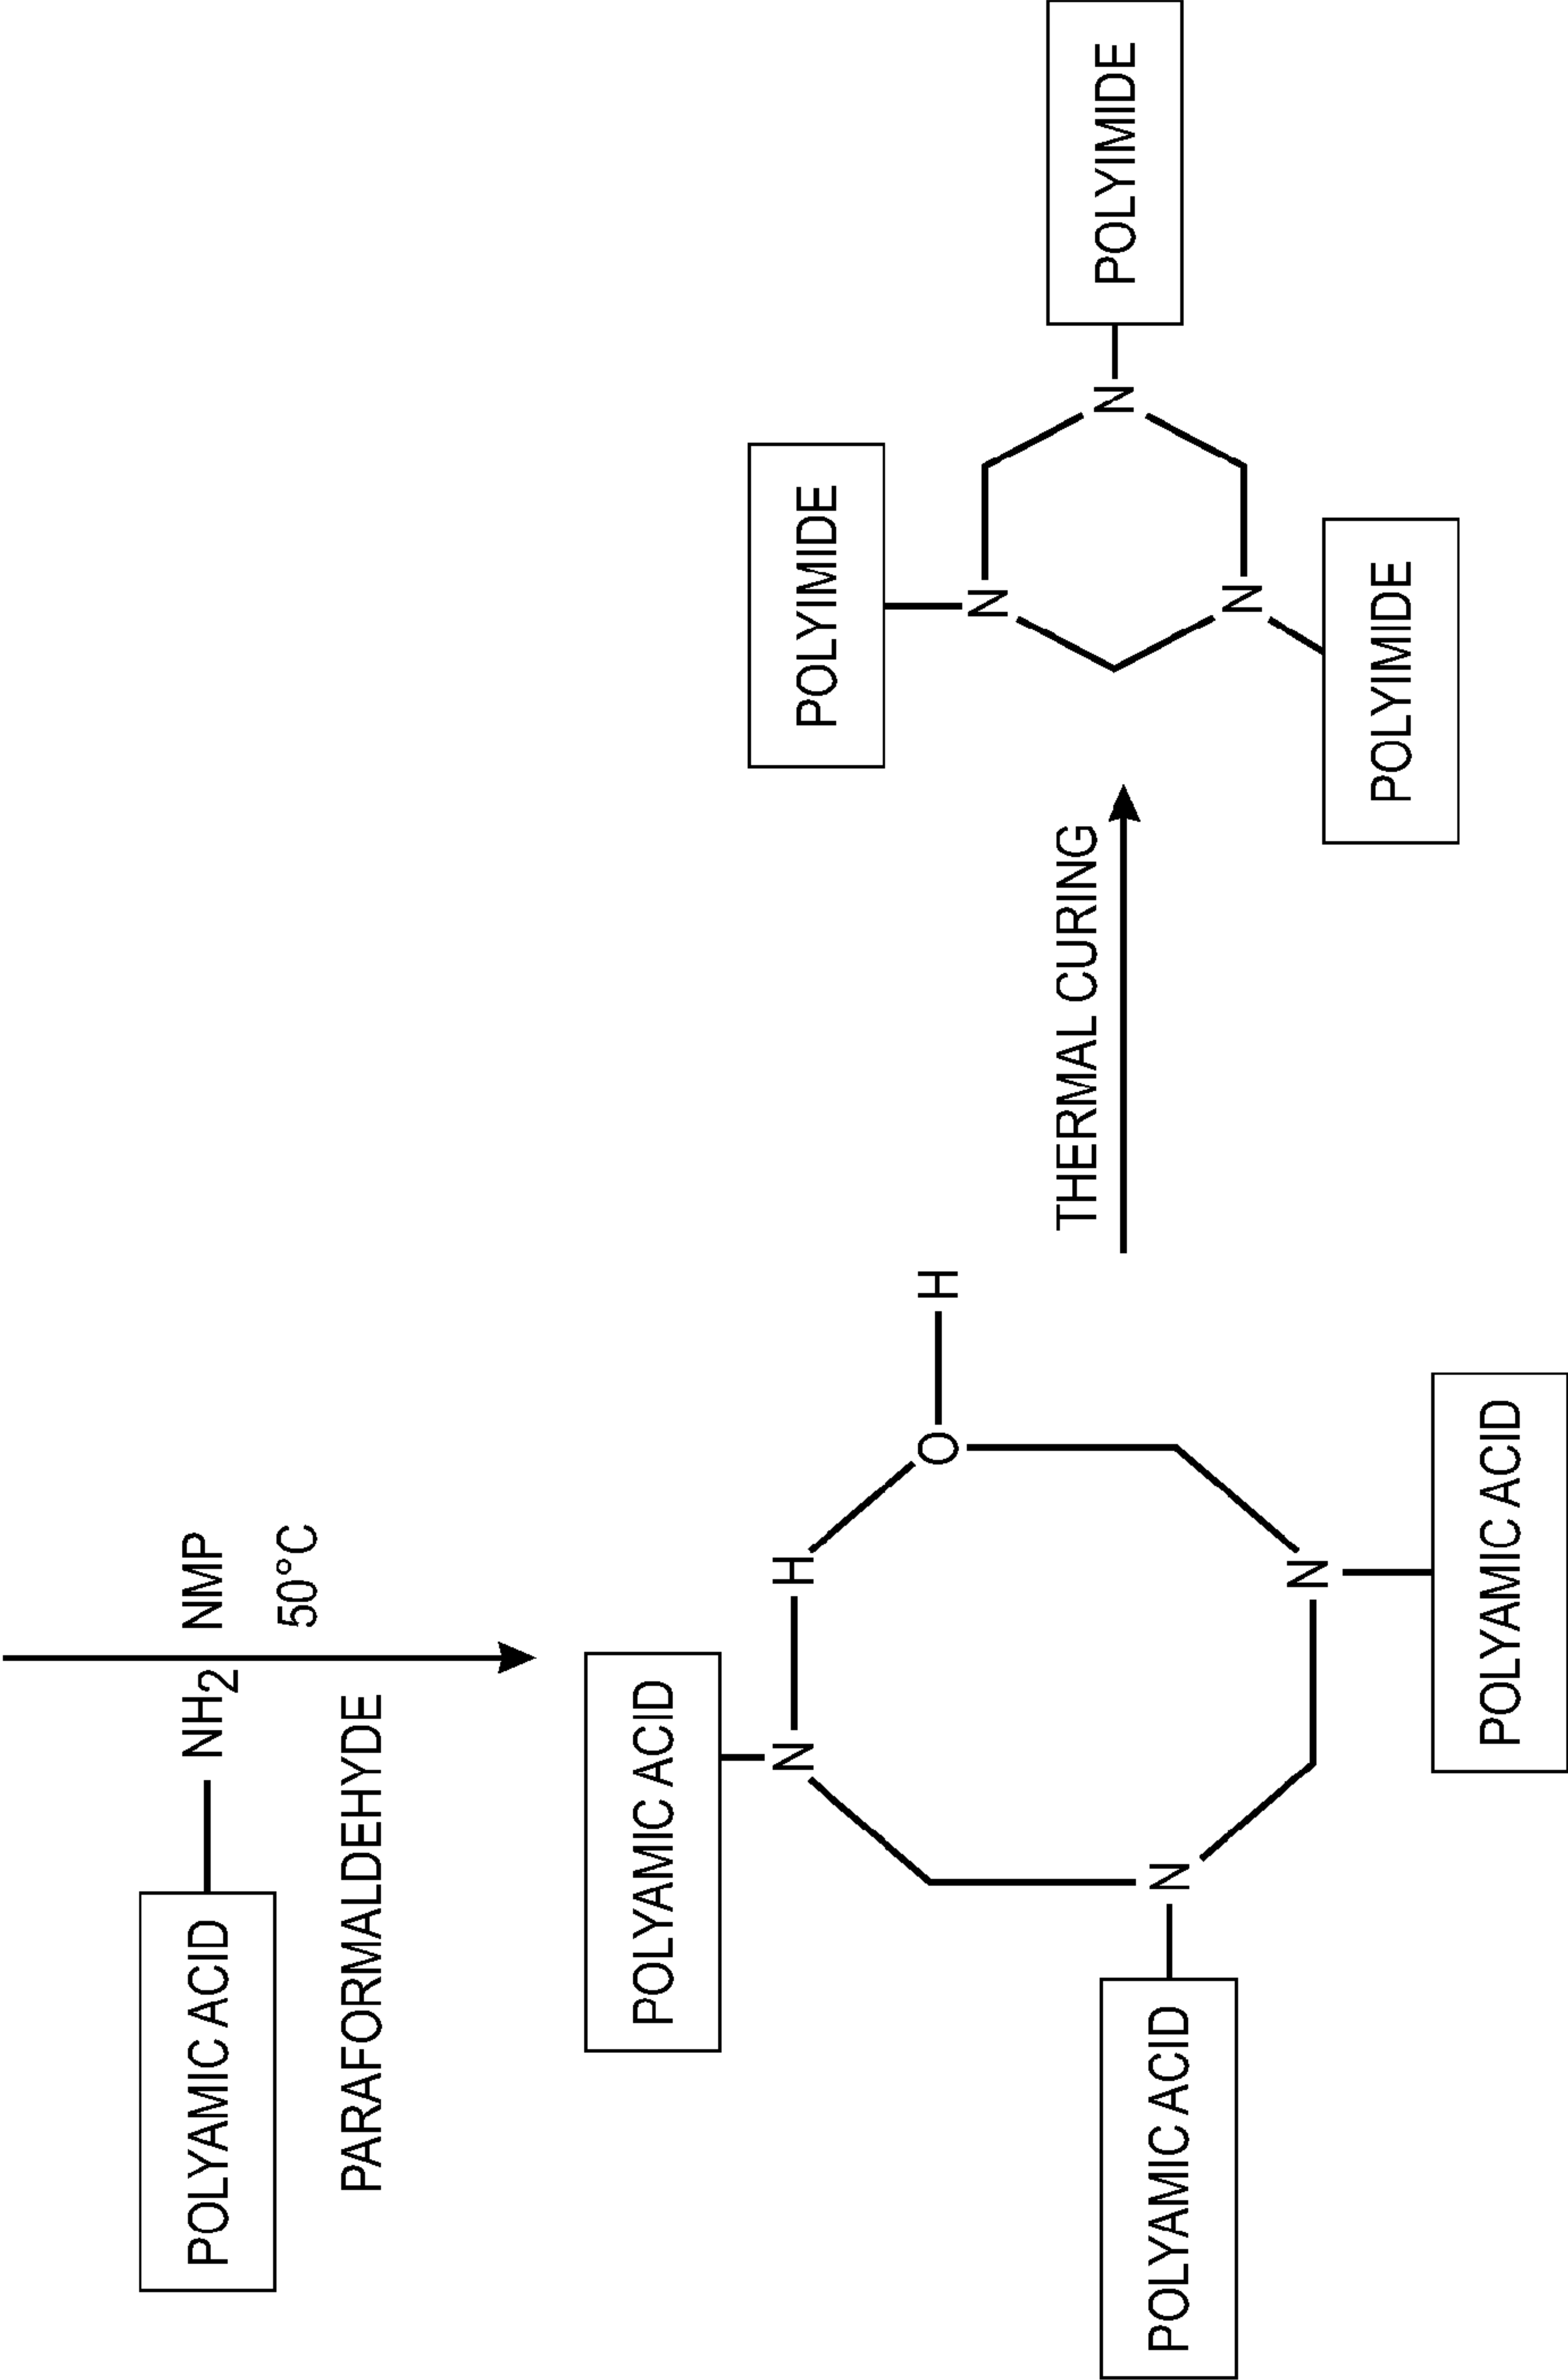 POLYAMIC ACID NH₂ NMP
50°C
PARAFORMALDEHYDE
POLYAMIC ACID
N H
O H
POLYAMIC ACID N
N
POLYAMIC ACID
THERMAL CURING
POLYIMIDE
N
N POLYIMIDE
N
POLYIMIDE